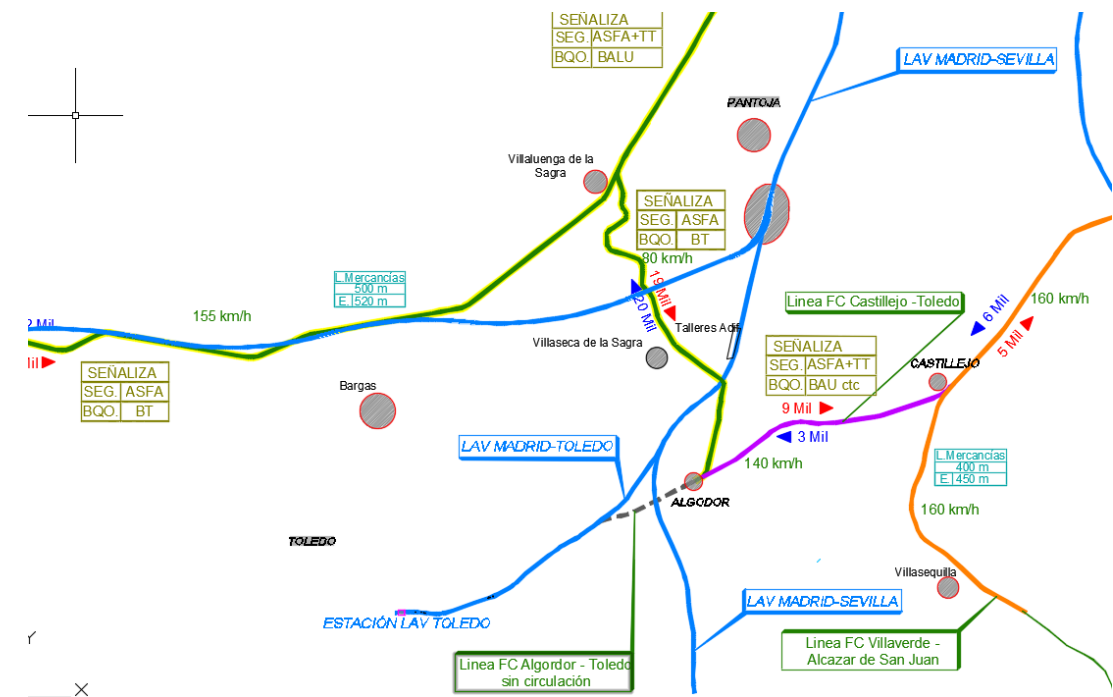 SEÑALIZA
SEG. ASFA+TT
BQO. BALU
LAV MADRID-SEVILLA
PANTOJA
Villaluenga de la
Sagra
SEÑALIZA
SEG. ASFA
BQO. BT
80 km/h
L.Mercancías
500 m
E. 520 m
155 km/h
19 Mil
20 Mil
Linea FC Castillejo -Toledo
160 km/h
6 Mil
5 Mil
Talleres Adif
Villaseca de la Sagra
SEÑALIZA
SEG. ASFA+TT
BQO. BAU ctc
CASTILLEJO
SEÑALIZA
SEG. ASFA
BQO. BT
Bargas
9 Mil
3 Mil
LAV MADRID-TOLEDO
140 km/h
L.Mercancías
400 m
E. 450 m
ALGODOR
160 km/h
TOLEDO
Villasequilla
LAV MADRID-SEVILLA
ESTACIÓN LAV TOLEDO
Linea FC Villaverde -
Alcazar de San Juan
Linea FC Algordor - Toledo
sin circulación
Y
X